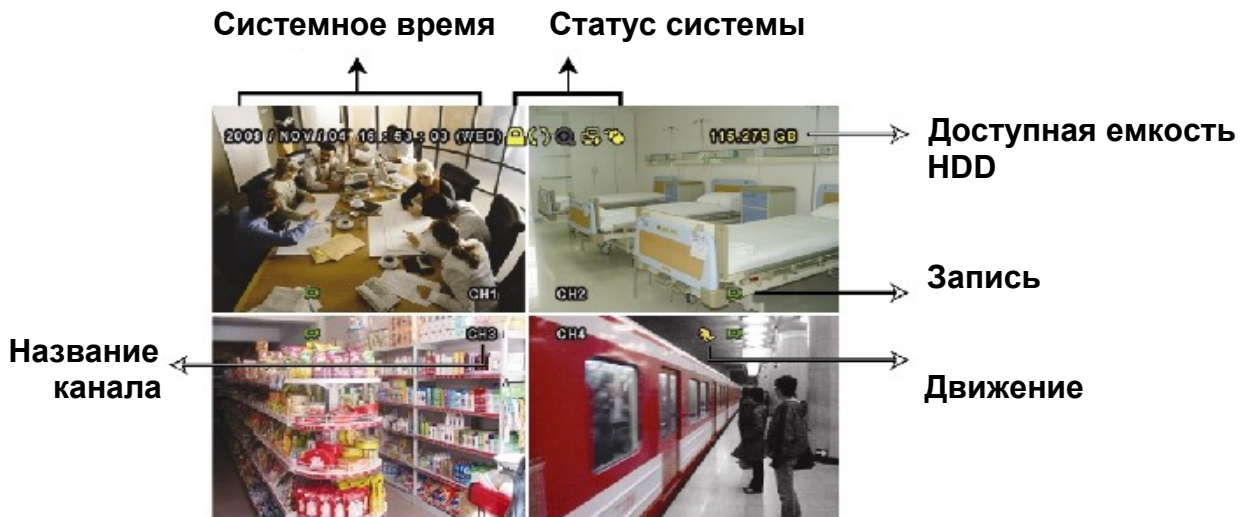 Системное время
Статус системы
2009 / NOV / 04 16 : 53 : 03 (WED)
115.275 GB
Доступная емкость
HDD
CH1
CH2
Запись
Название
канала
CH3
CH4
Движение